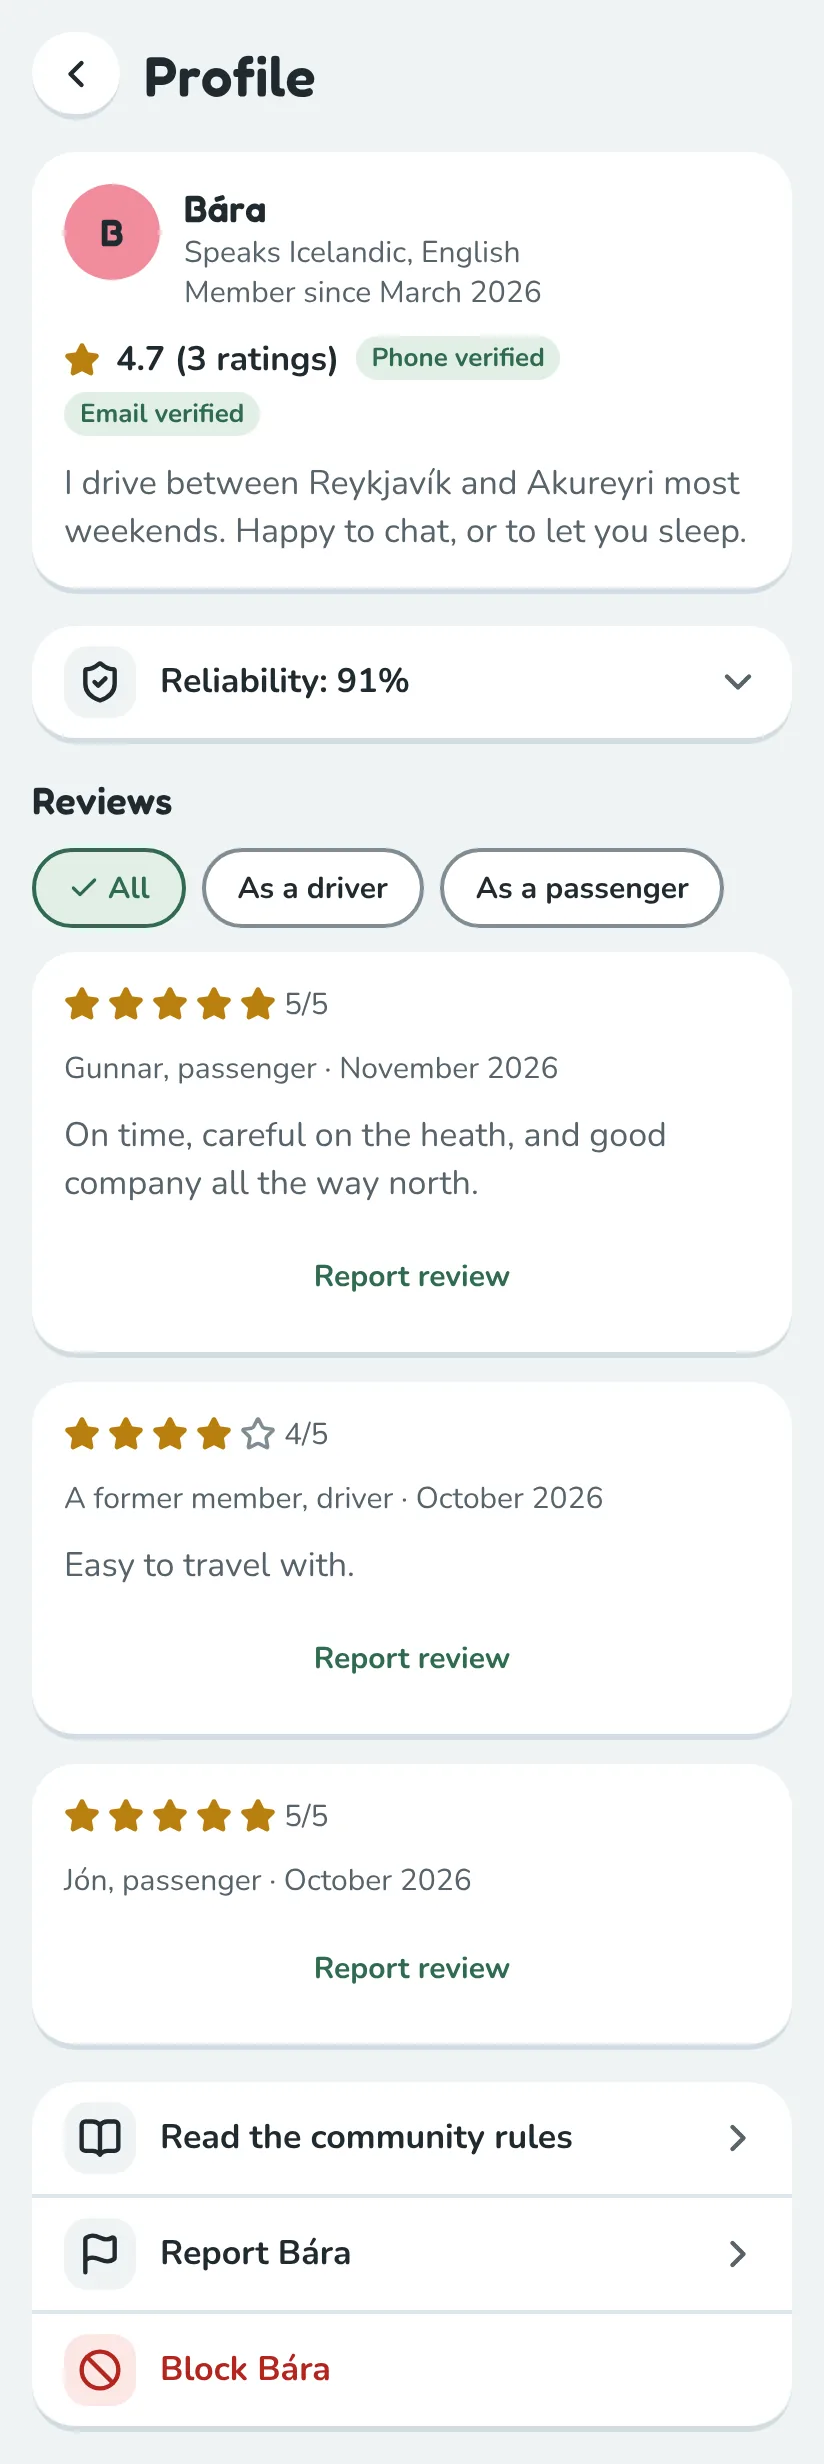 Profile
B
Bára
Speaks Icelandic, English
Member since March 2026
4.7 (3 ratings)
Phone verified
Email verified
I drive between Reykjavík and Akureyri most
weekends. Happy to chat, or to let you sleep.
Reliability: 91%
Reviews
All
As a driver
As a passenger
5/5
Gunnar, passenger · November 2026
On time, careful on the heath, and good
company all the way north.
Report review
4/5
A former member, driver · October 2026
Easy to travel with.
Report review
5/5
Jón, passenger · October 2026
Report review
Read the community rules
Report Bára
Block Bára